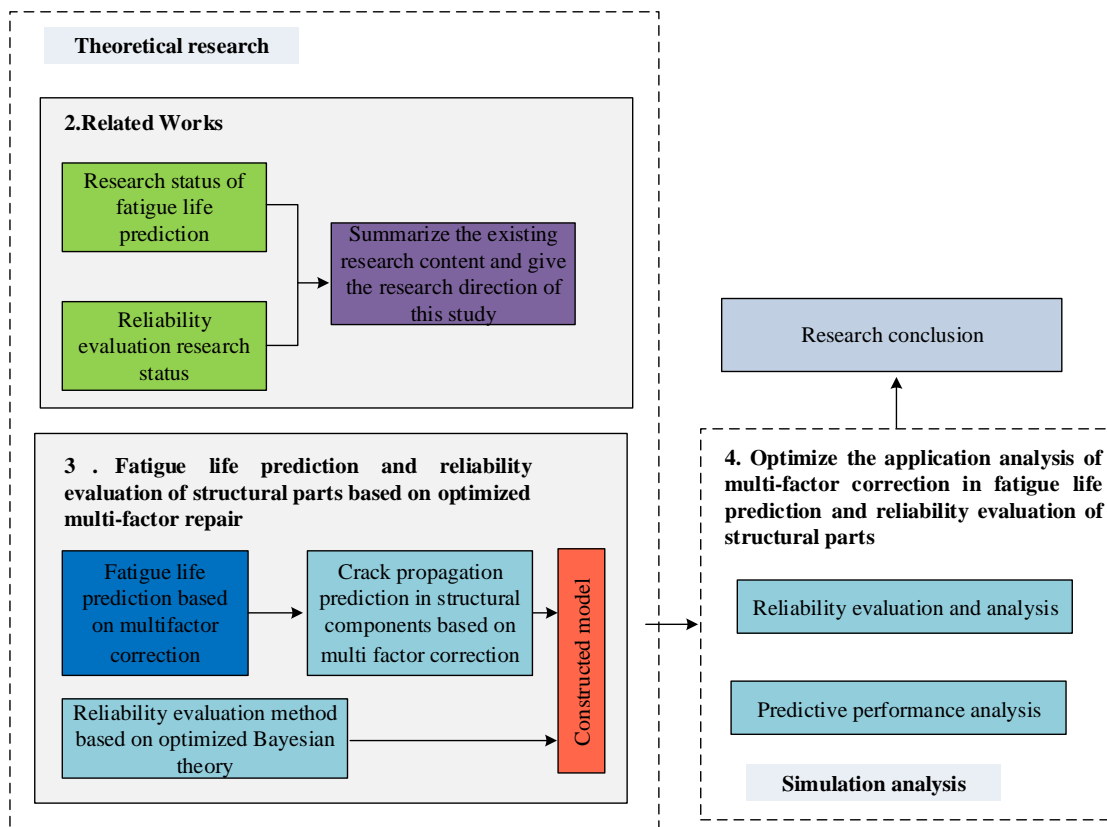 Theoretical research
2.Related Works
Research status of
fatigue life
prediction
Reliability
evaluation research
status
Summarize the existing
research content and give
the research direction of
this study
3 . Fatigue life prediction and reliability
evaluation of structural parts based on optimized
multi-factor repair
Fatigue life
prediction based
on multifactor
correction
Crack propagation
prediction in structural
components based on
multi factor correction
Reliability evaluation method
based on optimized Bayesian
theory
Constructed model
Research conclusion
4. Optimize the application analysis of
multi-factor correction in fatigue life
prediction and reliability evaluation of
structural parts
Reliability evaluation and analysis
Predictive performance analysis
Simulation analysis